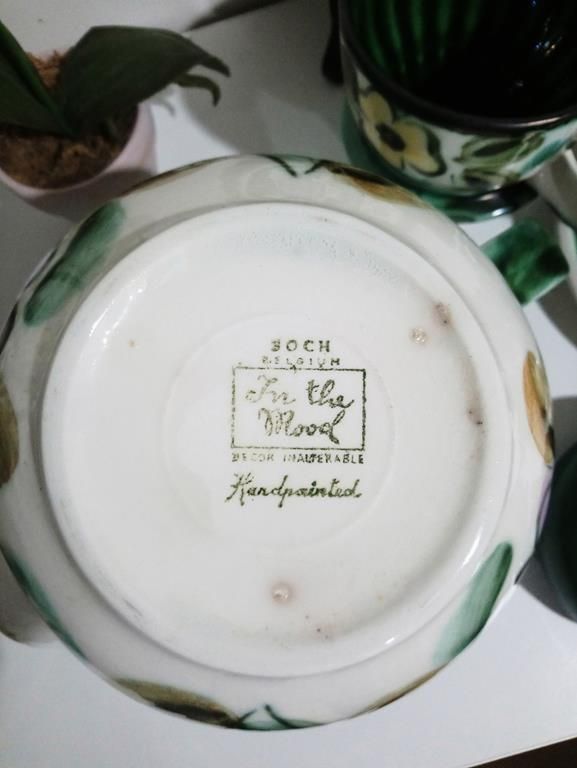 BOCH
BELGIUM
In the
Mood
DECOR INALTERABLE
Handpainted